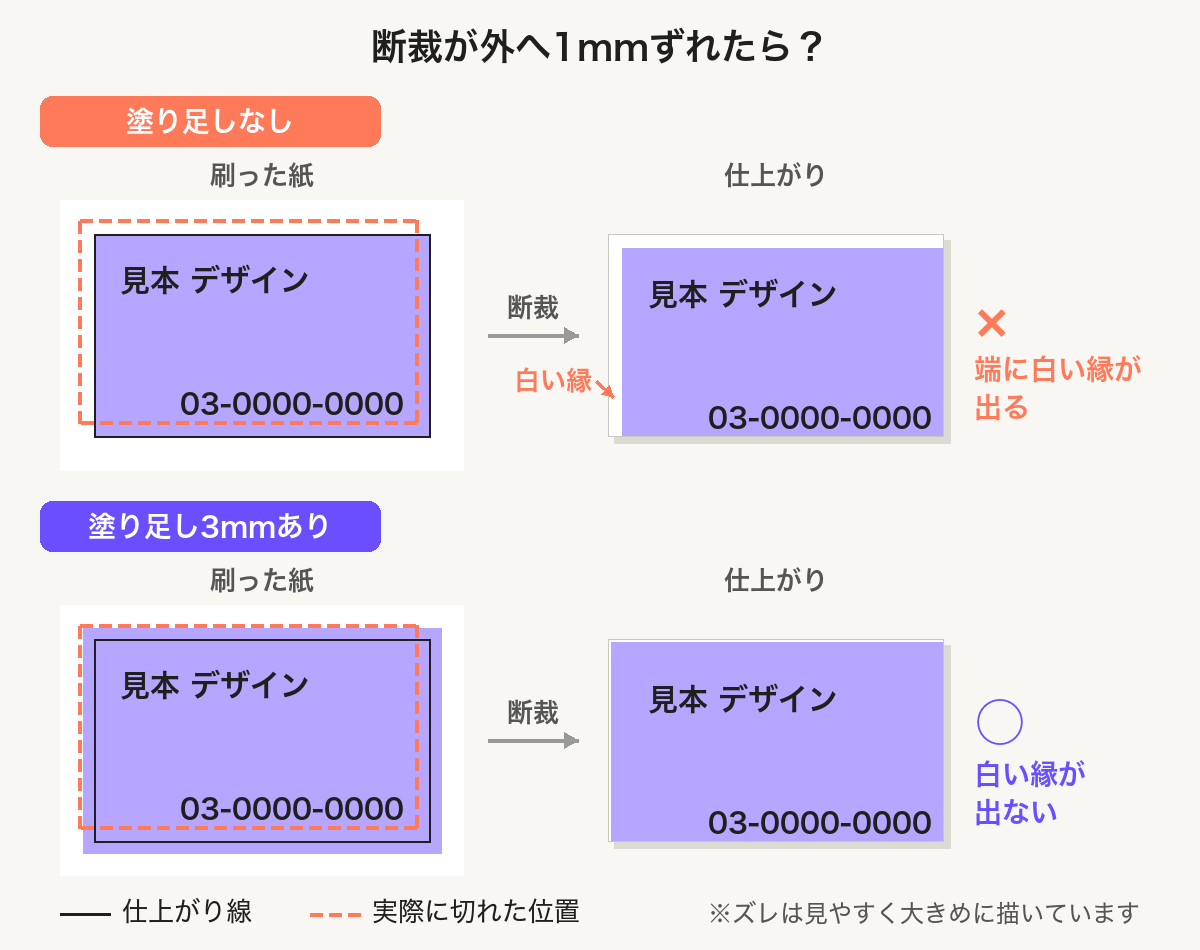 断裁が外へ1mmずれたら？
塗り足しなし
刷った紙
仕上がり
見本 デザイン
03-0000-0000
断裁
白い縁
見本 デザイン
03-0000-0000
×
端に白い縁が
出る
塗り足し3mmあり
刷った紙
仕上がり
見本 デザイン
03-0000-0000
断裁
見本 デザイン
03-0000-0000
◯
白い縁が
出ない
仕上がり線
実際に切れた位置
※ズレは見やすく大きめに描いています